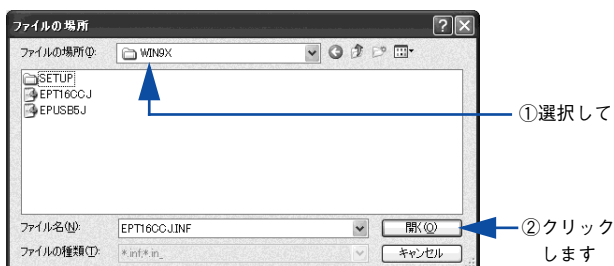 ファイルの場所
ファイルの場所(I):
WIN9X
SETUP
EPT16CCJ
EPUSB5J
①選択して
ファイル名(N):
EPT16CCJ.INF
開く(O)
②クリック
します
ファイルの種類(T):
*.inf;*.in_
キャンセル